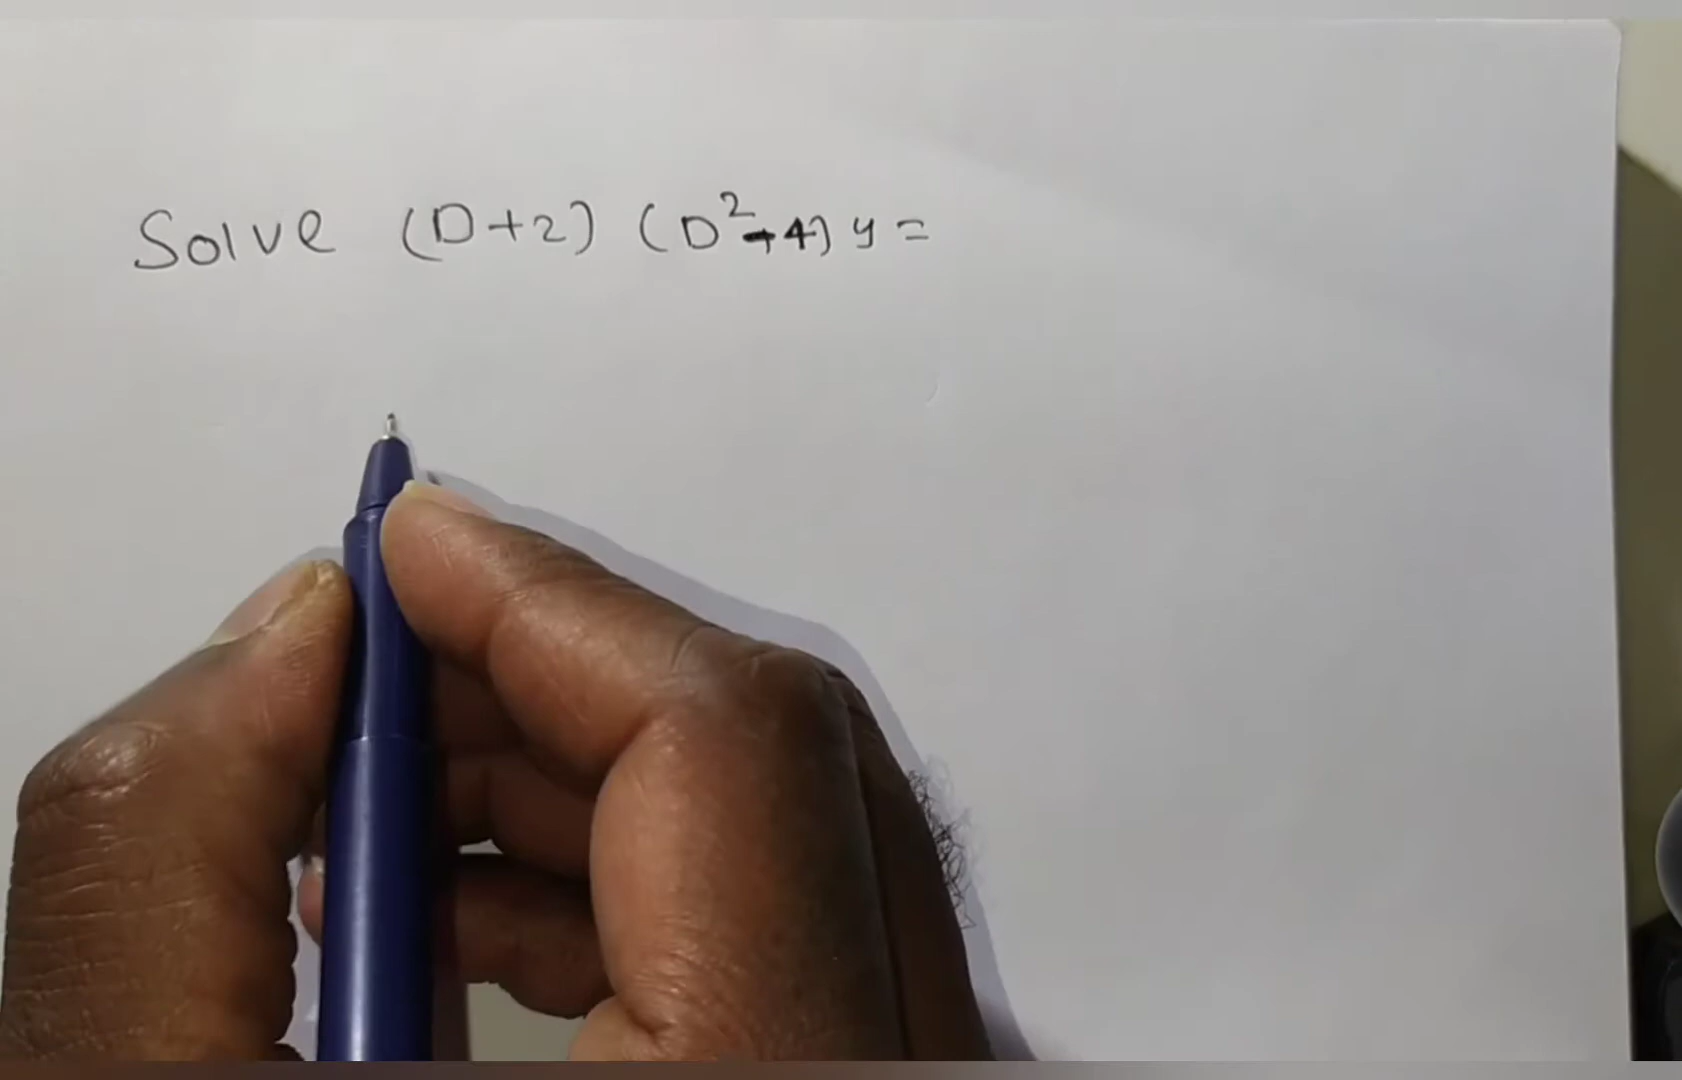 Solve (D+2) (D²+4) y =